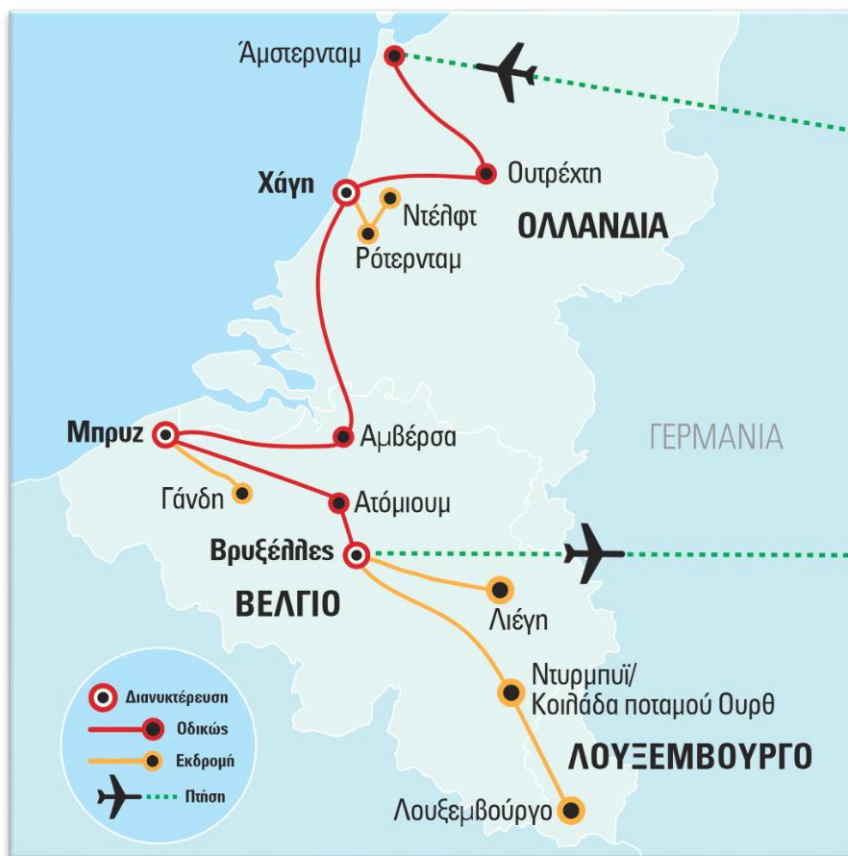 Άμστερνταμ
Ουτρέχτη
Χάγη
Ντέλφτ
Ρότερνταμ
ΟΛΛΑΝΔΙΑ
Μπρυζ
Αμβέρσα
ΓΕΡΜΑΝΙΑ
Γάνδη
Ατόμιουμ
Βρυξέλλες
ΒΕΛΓΙΟ
Λιέγη
Ντυρμπυϊ/
Κοιλάδα ποταμού Ουρθ
ΛΟΥΞΕΜΒΟΥΡΓΟ
Λουξεμβούργο
Διανυκτέρευση
Οδικώς
Εκδρομή
Πτήση